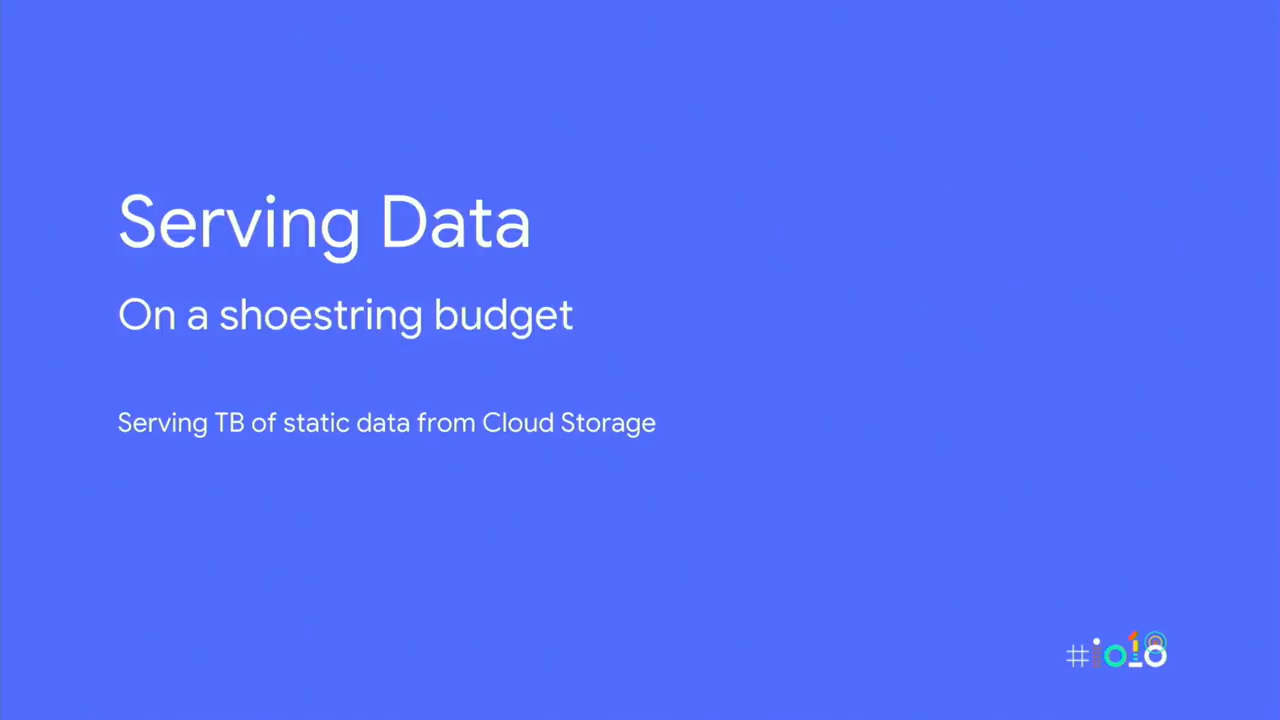 Serving Data
On a shoestring budget
Serving TB of static data from Cloud Storage
#io18